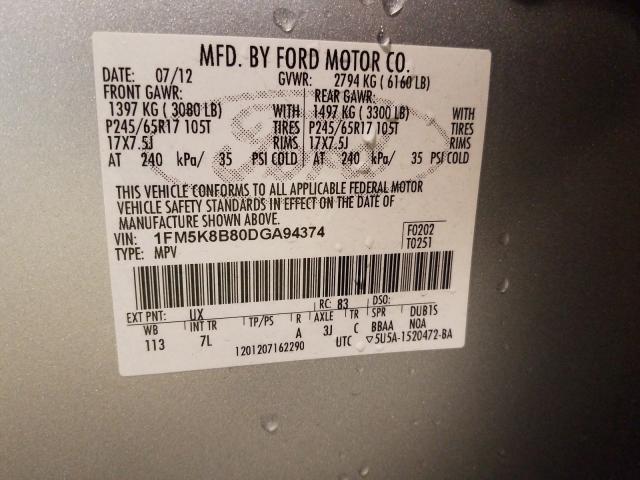 MFD. BY FORD MOTOR CO.
DATE: 07/12 GVWR: 2794 KG ( 6160 LB)
FRONT GAWR: REAR GAWR:
1397 KG ( 3080 LB) WITH 1497 KG ( 3300 LB) WITH
P245/65R17 105T TIRES P245/65R17 105T TIRES
17X7.5J RIMS 17X7.5J RIMS
AT 240 kPa/ 35 PSI COLD AT 240 kPa/ 35 PSI COLD
THIS VEHICLE CONFORMS TO ALL APPLICABLE FEDERAL MOTOR
VEHICLE SAFETY STANDARDS IN EFFECT ON THE DATE OF
MANUFACTURE SHOWN ABOVE.
VIN: 1FM5K8B80DGA94374 F0202
TYPE: MPV T0251
EXT PNT: UX RC: 83 DSO:
WB INT TR TP/PS R AXLE TR SPR DUB1S
113 7L A 3J C BBAA NOA
1201207162290 UTC ▽5U5A-1520472-BA